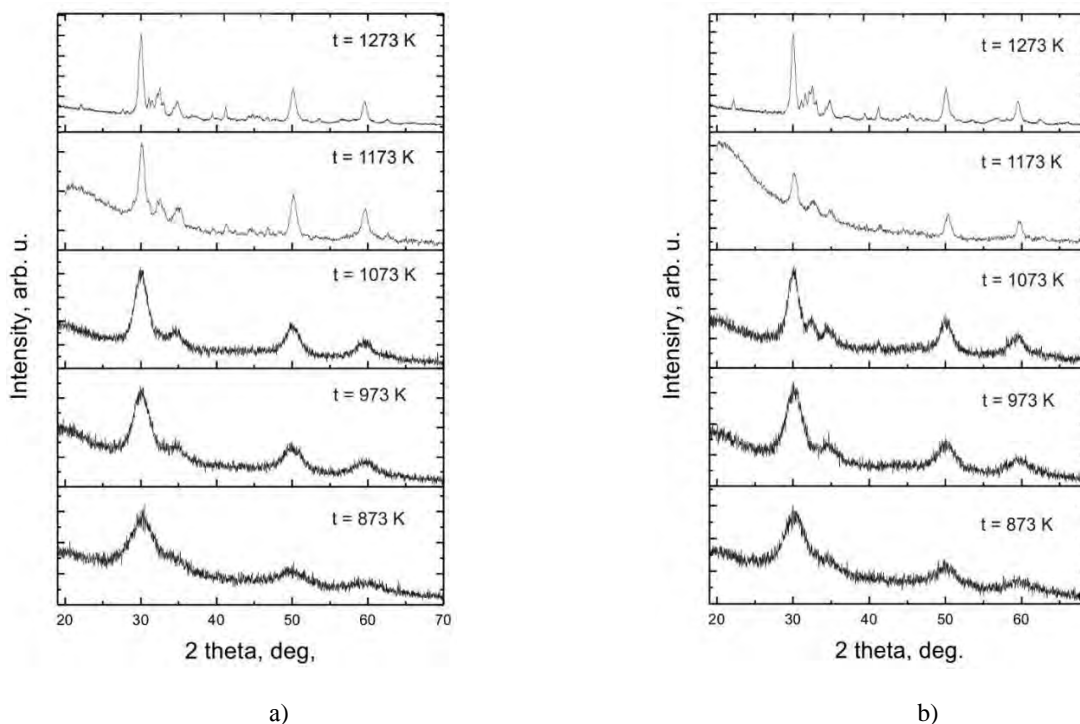 t = 1273 K
t = 1173 K
t = 1073 K
t = 973 K
t = 873 K
Intensity, arb. u.
20 30 40 50 60 70
2 theta, deg,
a)
t = 1273 K
t = 1173 K
t = 1073 K
t = 973 K
t = 873 K
Intensiry, arb. u.
20 30 40 50 60
2 theta, deg.
b)